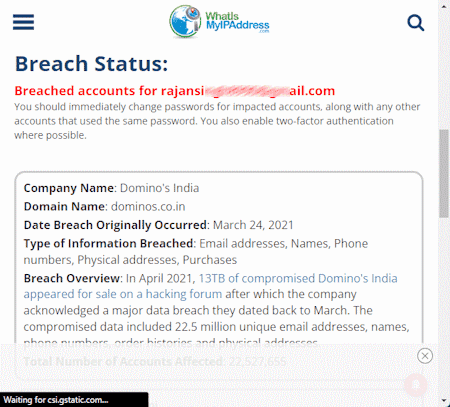 WhatIs
MyIPAddress
.com
Breach Status:
Breached accounts for rajansi ail.com
You should immediately change passwords for impacted accounts, along with any other
accounts that used the same password. You also enable two-factor authentication
where possible.
Company Name: Domino's India
Domain Name: dominos.co.in
Date Breach Originally Occurred: March 24, 2021
Type of Information Breached: Email addresses, Names, Phone
numbers, Physical addresses, Purchases
Breach Overview: In April 2021, 13TB of compromised Domino's India
appeared for sale on a hacking forum after which the company
acknowledged a major data breach they dated back to March. The
compromised data included 22.5 million unique email addresses, names,
phone numbers, order histories and physical addresses.
Total Number of Accounts Affected: 22,527,655
Waiting for csi.gstatic.com...